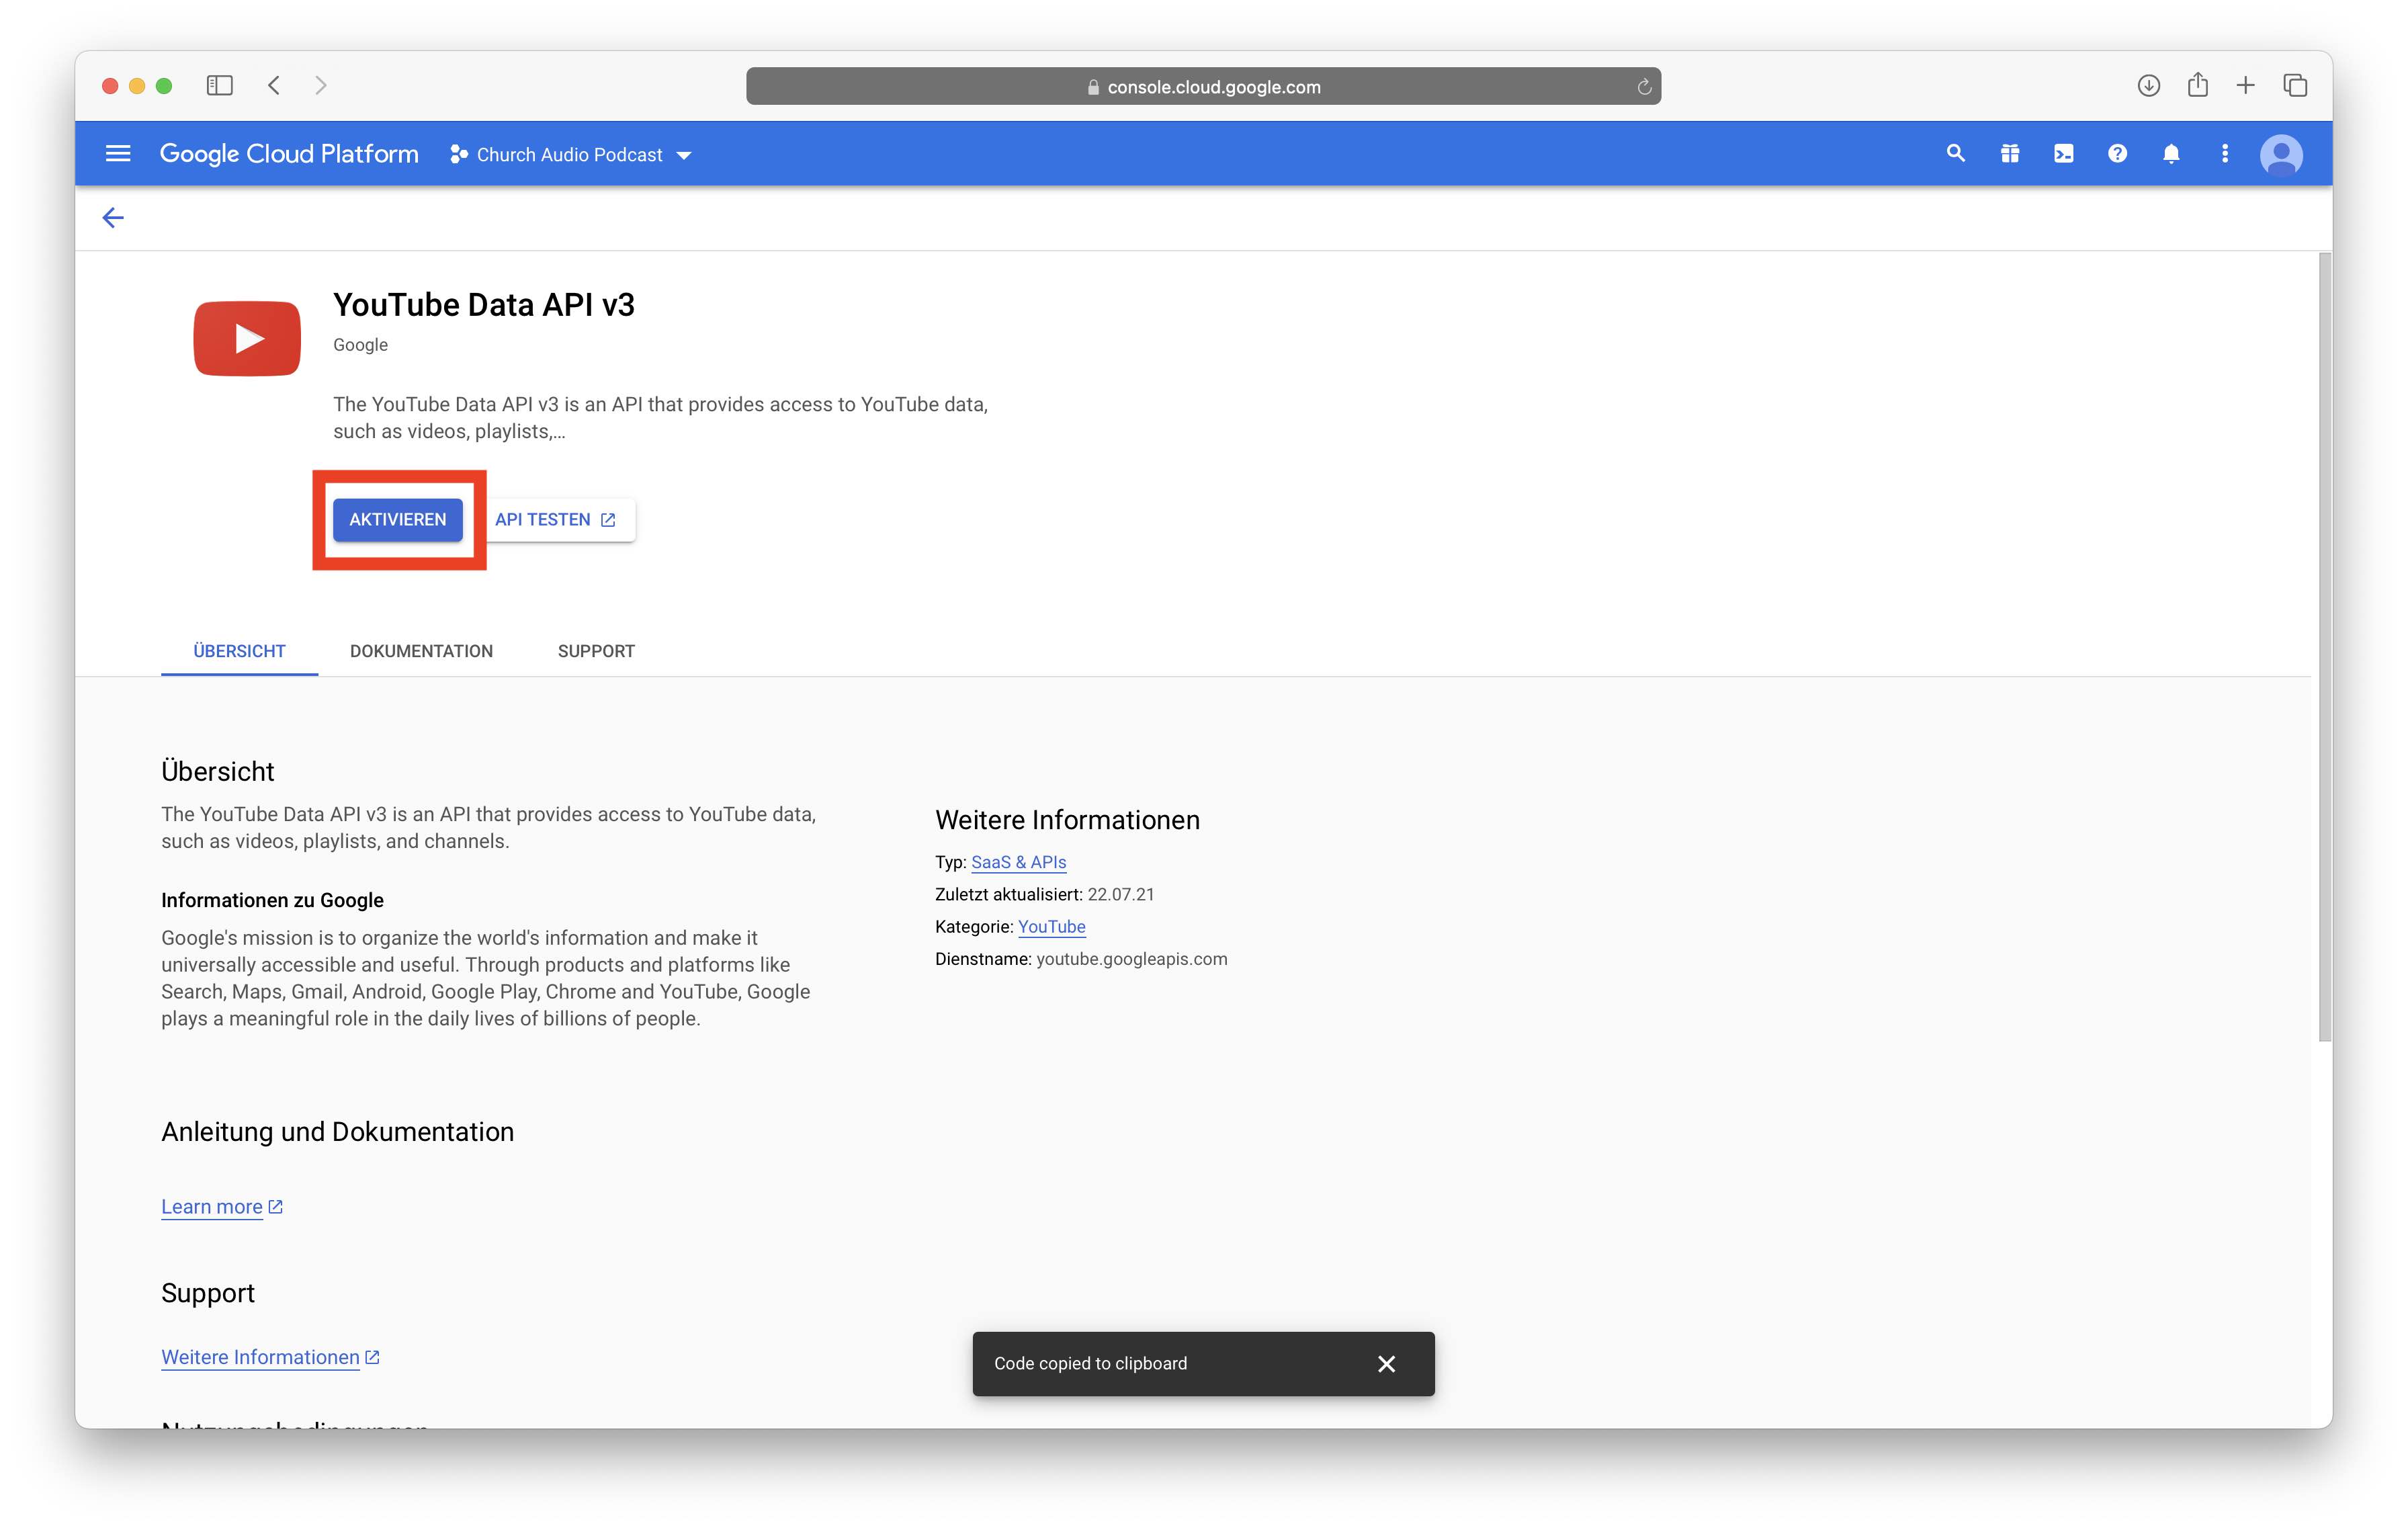 console.cloud.google.com
Google Cloud Platform
Church Audio Podcast
YouTube Data API v3
Google
The YouTube Data API v3 is an API that provides access to YouTube data,
such as videos, playlists,...
AKTIVIEREN
API TESTEN
ÜBERSICHT
DOKUMENTATION
SUPPORT
Übersicht
The YouTube Data API v3 is an API that provides access to YouTube data,
such as videos, playlists, and channels.
Informationen zu Google
Google's mission is to organize the world's information and make it
universally accessible and useful. Through products and platforms like
Search, Maps, Gmail, Android, Google Play, Chrome and YouTube, Google
plays a meaningful role in the daily lives of billions of people.
Weitere Informationen
Typ: SaaS & APIs
Zuletzt aktualisiert: 22.07.21
Kategorie: YouTube
Dienstname: youtube.googleapis.com
Anleitung und Dokumentation
Learn more
Support
Weitere Informationen
Nutzungsbedingungen
Code copied to clipboard